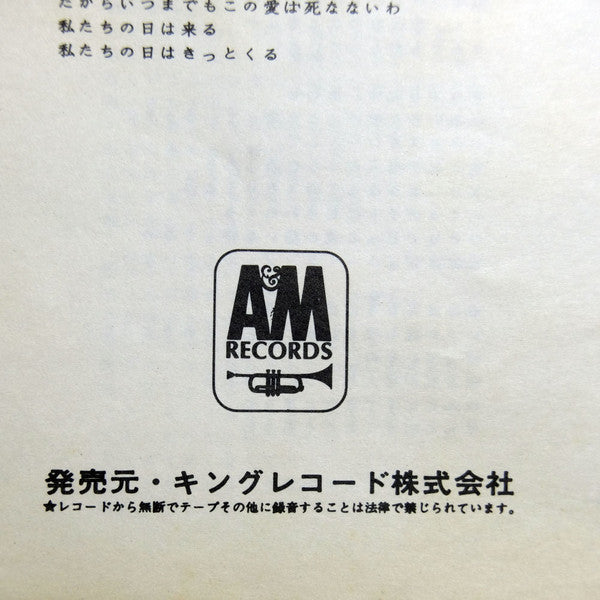 だからいつまでもこの愛は死なないわ
私たちの日は来る
私たちの日はきっとくる
A&M
RECORDS
発売元・キングレコード株式会社
★レコードから無断でテープその他に録音することは法律で禁じられています。